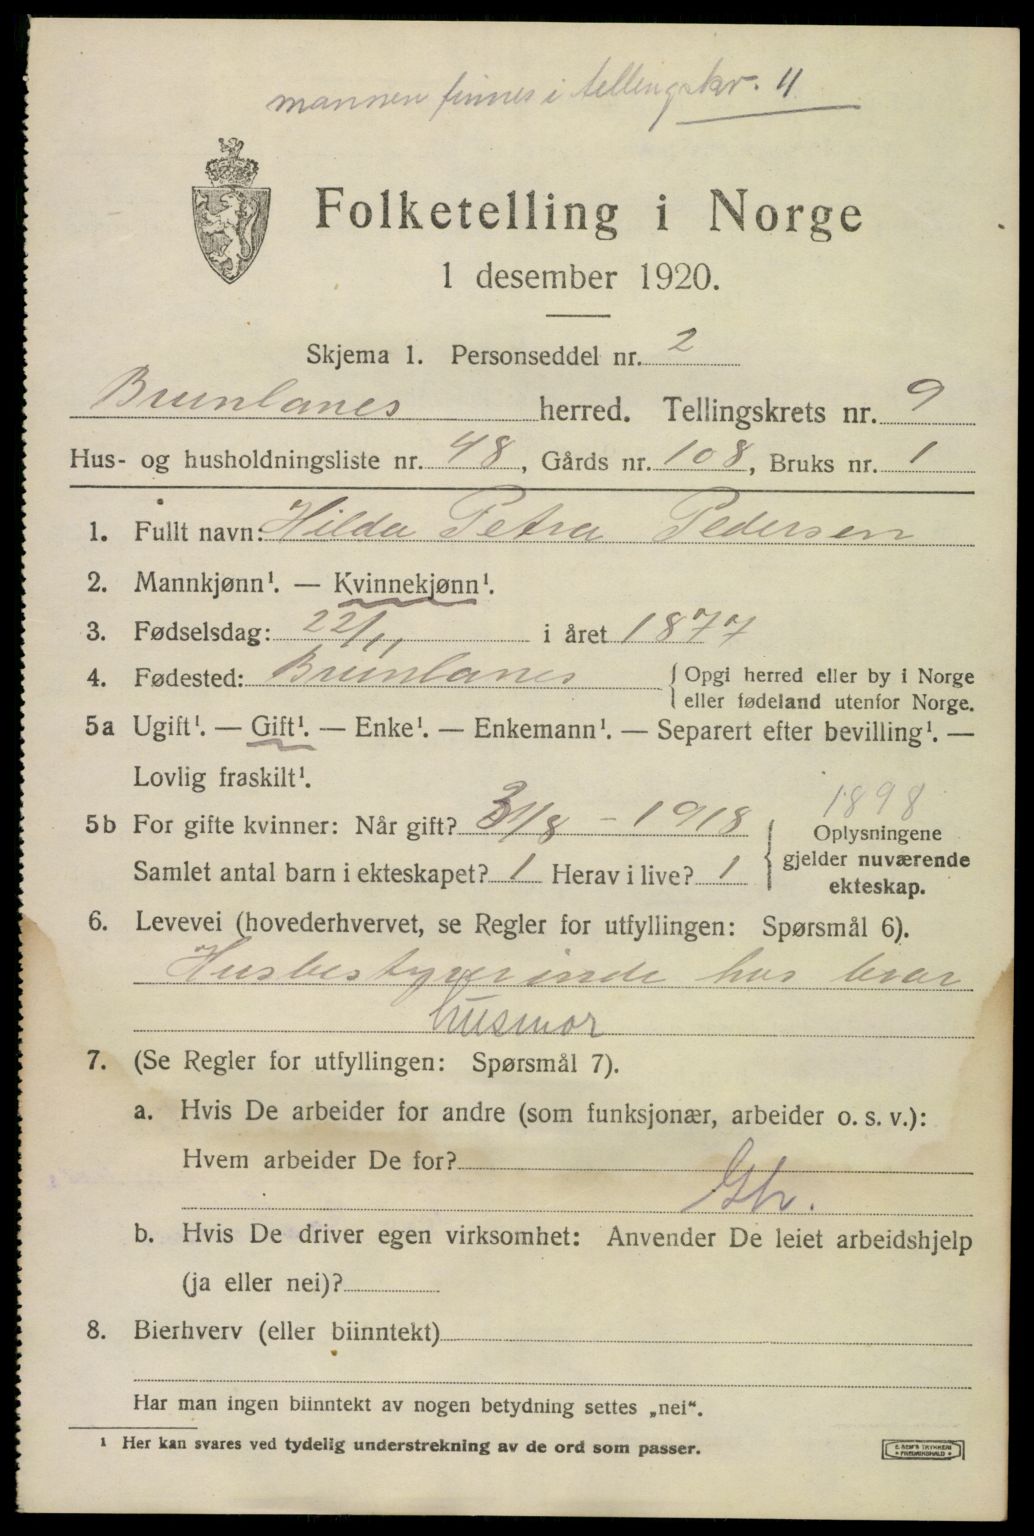 mannen finnes i tellingskr. 11
Folketelling i Norge
1 desember 1920.
Skjema 1. Personseddel nr. 2
Brunlanes herred. Tellingskrets nr. 9
Hus- og husholdningsliste nr. 48, Gårds nr. 108, Bruks nr. 1
1. Fullt navn: Hilda Petra Pedersen
2. Mannkjønn¹. — Kvinnekjønn¹.
3. Fødselsdag: 22/11 i året 1877
4. Fødested: Brunlanes { Opgi herred eller by i Norge
eller fødeland utenfor Norge.
5a Ugift¹. — Gift¹. — Enke¹. — Enkemann¹. — Separert efter bevilling¹. —
Lovlig fraskilt¹.
1898
5b For gifte kvinner: Når gift? 31/8 – 1918 { Oplysningene
gjelder nuværende
ekteskap.
Samlet antal barn i ekteskapet? 1 Herav i live? 1
6. Levevei (hovederhvervet, se Regler for utfyllingen: Spørsmål 6).
Husbestyrerinde hos bror
husmor
7. (Se Regler for utfyllingen: Spørsmål 7).
a. Hvis De arbeider for andre (som funksjonær, arbeider o. s. v.):
Hvem arbeider De for?
b. Hvis De driver egen virksomhet: Anvender De leiet arbeidshjelp
(ja eller nei)?
8. Bierhverv (eller biinntekt)
Har man ingen biinntekt av nogen betydning settes „nei“.
¹ Her kan svares ved tydelig understrekning av de ord som passer.